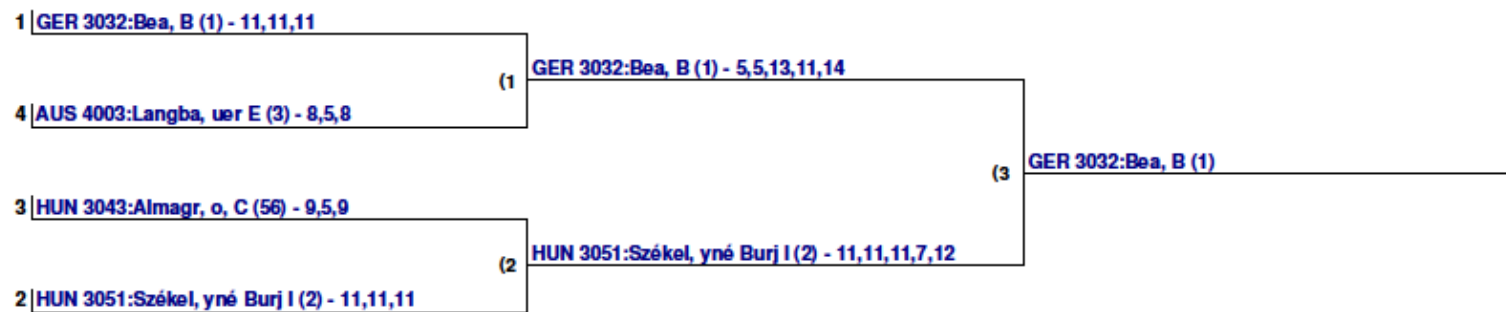 1 GER 3032:Bea, B (1) - 11,11,11
(1 GER 3032:Bea, B (1) - 5,5,13,11,14
4 AUS 4003:Langba, uer E (3) - 8,5,8
(3 GER 3032:Bea, B (1)
3 HUN 3043:Almagr, o, C (56) - 9,5,9
(2 HUN 3051:Székel, yné Burj I (2) - 11,11,11,7,12
2 HUN 3051:Székel, yné Burj I (2) - 11,11,11